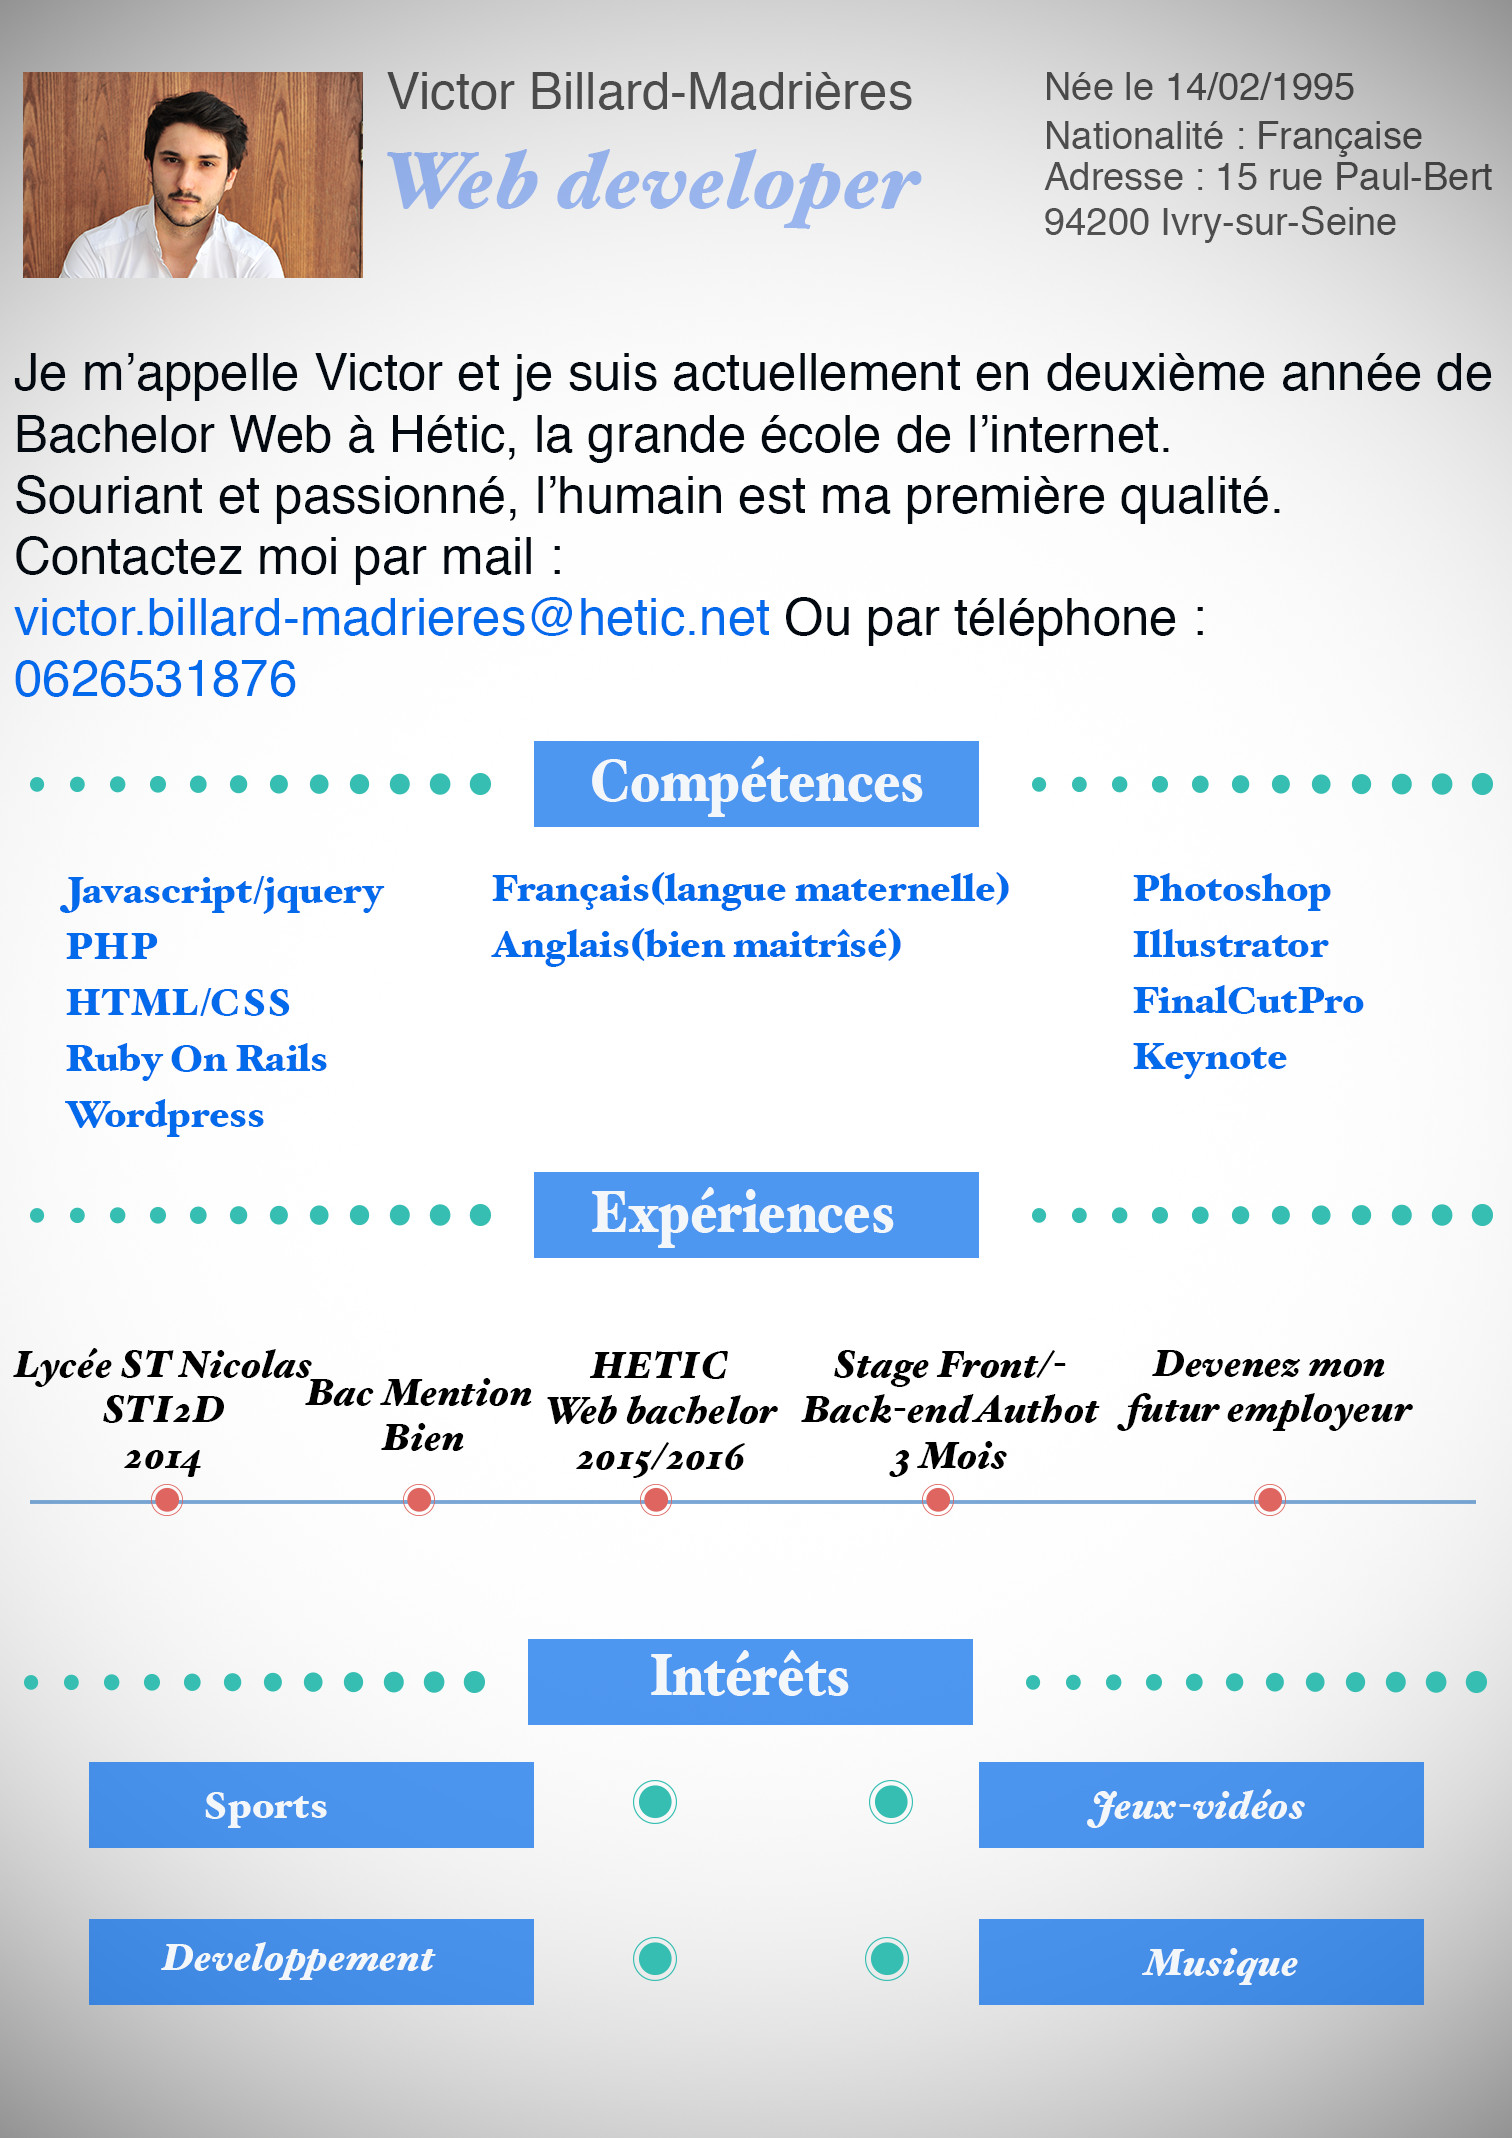 Victor Billard-Madrières
Web developer
Née le 14/02/1995
Nationalité : Française
Adresse : 15 rue Paul-Bert
94200 Ivry-sur-Seine
Je m’appelle Victor et je suis actuellement en deuxième année de
Bachelor Web à Hétic, la grande école de l’internet.
Souriant et passionné, l’humain est ma première qualité.
Contactez moi par mail :
victor.billard-madrieres@hetic.net Ou par téléphone :
0626531876
Compétences
Javascript/jquery
PHP
HTML/CSS
Ruby On Rails
Wordpress
Français(langue maternelle)
Anglais(bien maitrîsé)
Photoshop
Illustrator
FinalCutPro
Keynote
Expériences
Lycée ST Nicolas
STI2D
2014
Bac Mention
Bien
HETIC
Web bachelor
2015/2016
Stage Front/-
Back-end Authot
3 Mois
Devenez mon
futur employeur
Intérêts
Sports
Jeux-vidéos
Developpement
Musique